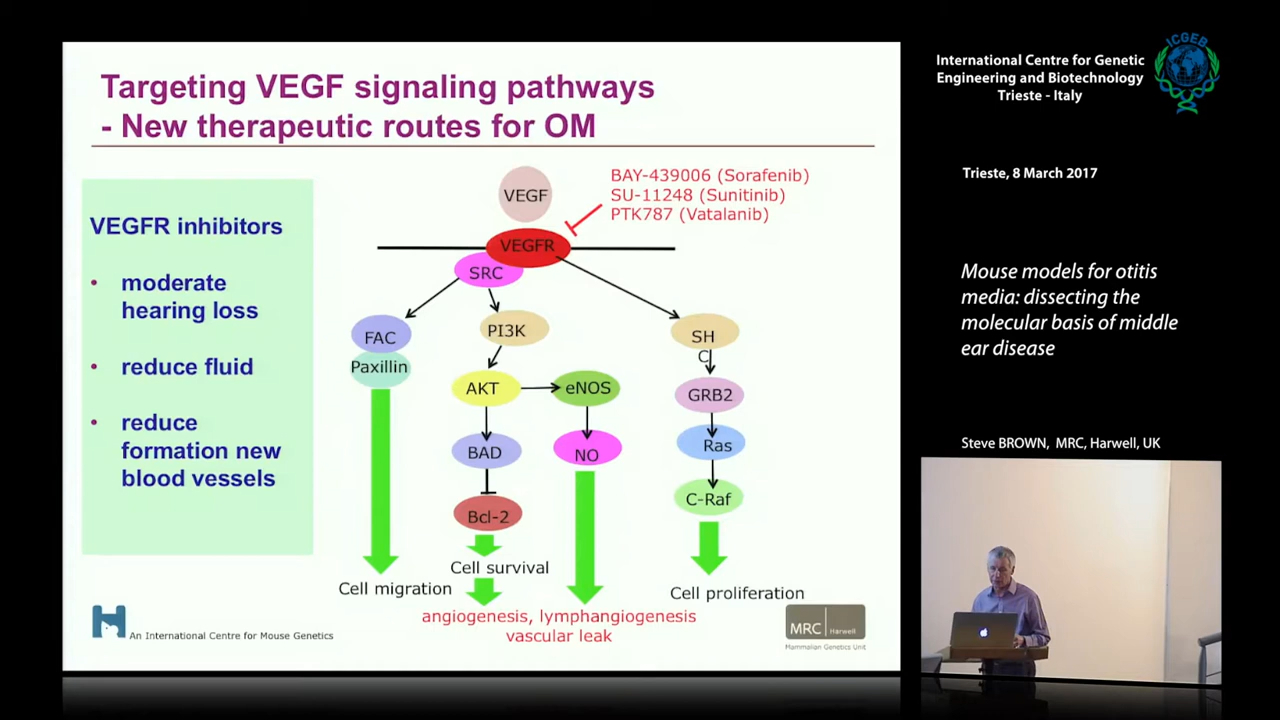 Targeting VEGF signaling pathways
- New therapeutic routes for OM
VEGFR inhibitors
• moderate
hearing loss
• reduce fluid
• reduce
formation new
blood vessels
BAY-439006 (Sorafenib)
SU-11248 (Sunitinib)
PTK787 (Vatalanib)
VEGF
VEGFR
SRC
FAC
Paxillin
PI3K
SH
C
AKT
eNOS
GRB2
BAD
NO
Ras
Bcl-2
C-Raf
Cell migration
Cell survival
Cell proliferation
angiogenesis, lymphangiogenesis
vascular leak
An International Centre for Mouse Genetics
MRC Harwell
Mammalian Genetics Unit
International Centre for Genetic
Engineering and Biotechnology
Trieste - Italy
ICGEB
Trieste, 8 March 2017
Mouse models for otitis
media: dissecting the
molecular basis of middle
ear disease
Steve BROWN, MRC, Harwell, UK